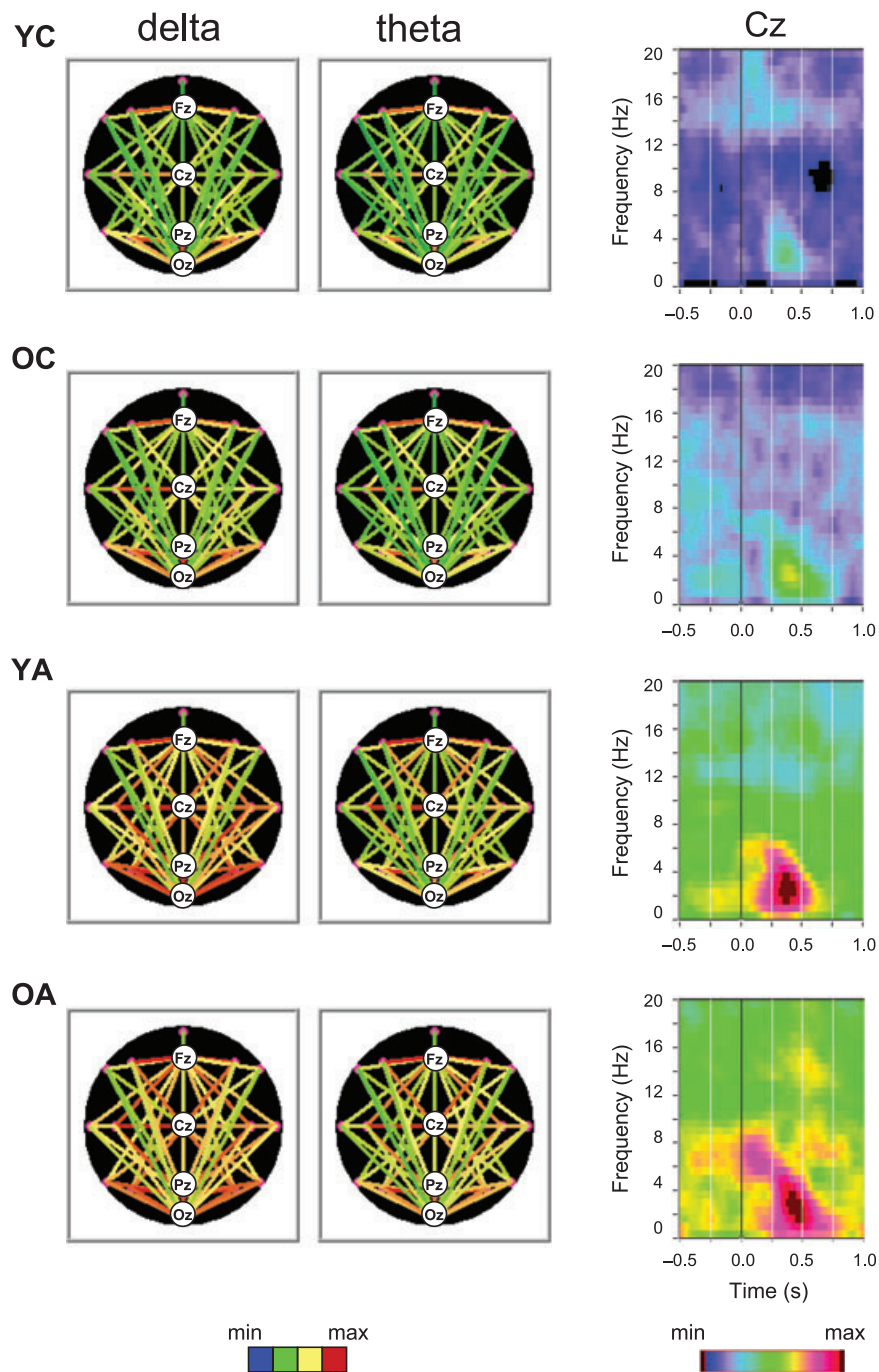 delta theta Cz
YC
Fz Fz
Cz Cz
Pz Pz
Oz Oz
Frequency (Hz)
20
16
12
8
4
0
–0.5 0.0 0.5 1.0
OC
Fz Fz
Cz Cz
Pz Pz
Oz Oz
Frequency (Hz)
20
16
12
8
4
0
–0.5 0.0 0.5 1.0
YA
Fz Fz
Cz Cz
Pz Pz
Oz Oz
Frequency (Hz)
20
16
12
8
4
0
–0.5 0.0 0.5 1.0
OA
Fz Fz
Cz Cz
Pz Pz
Oz Oz
Frequency (Hz)
20
16
12
8
4
0
–0.5 0.0 0.5 1.0
Time (s)
min max min max